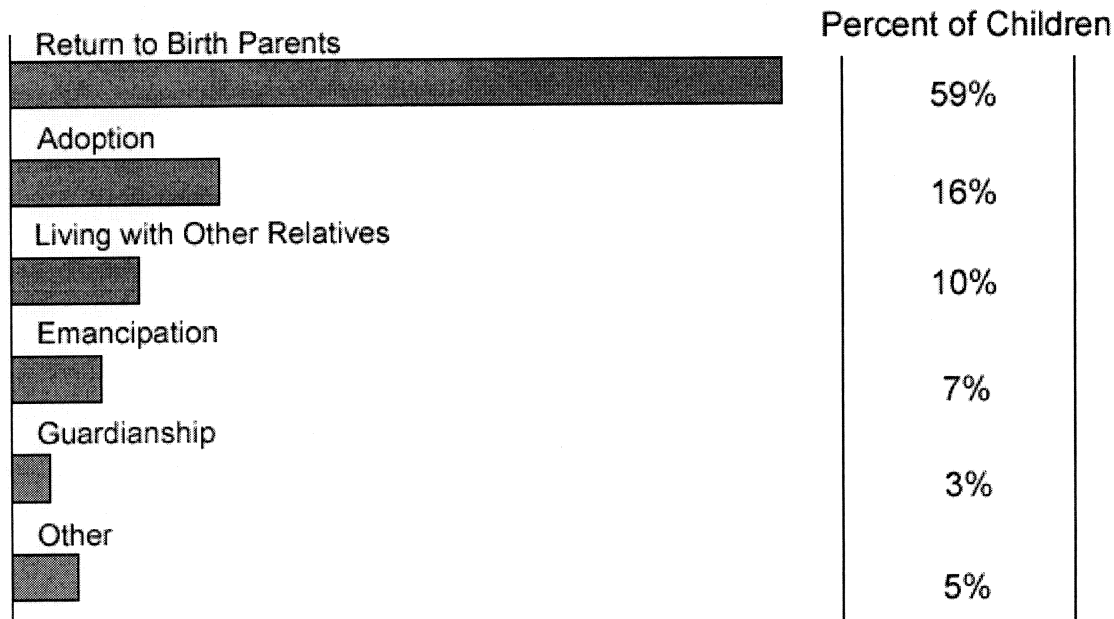 Percent of Children
Return to Birth Parents
59%
Adoption
16%
Living with Other Relatives
10%
Emancipation
7%
Guardianship
3%
Other
5%